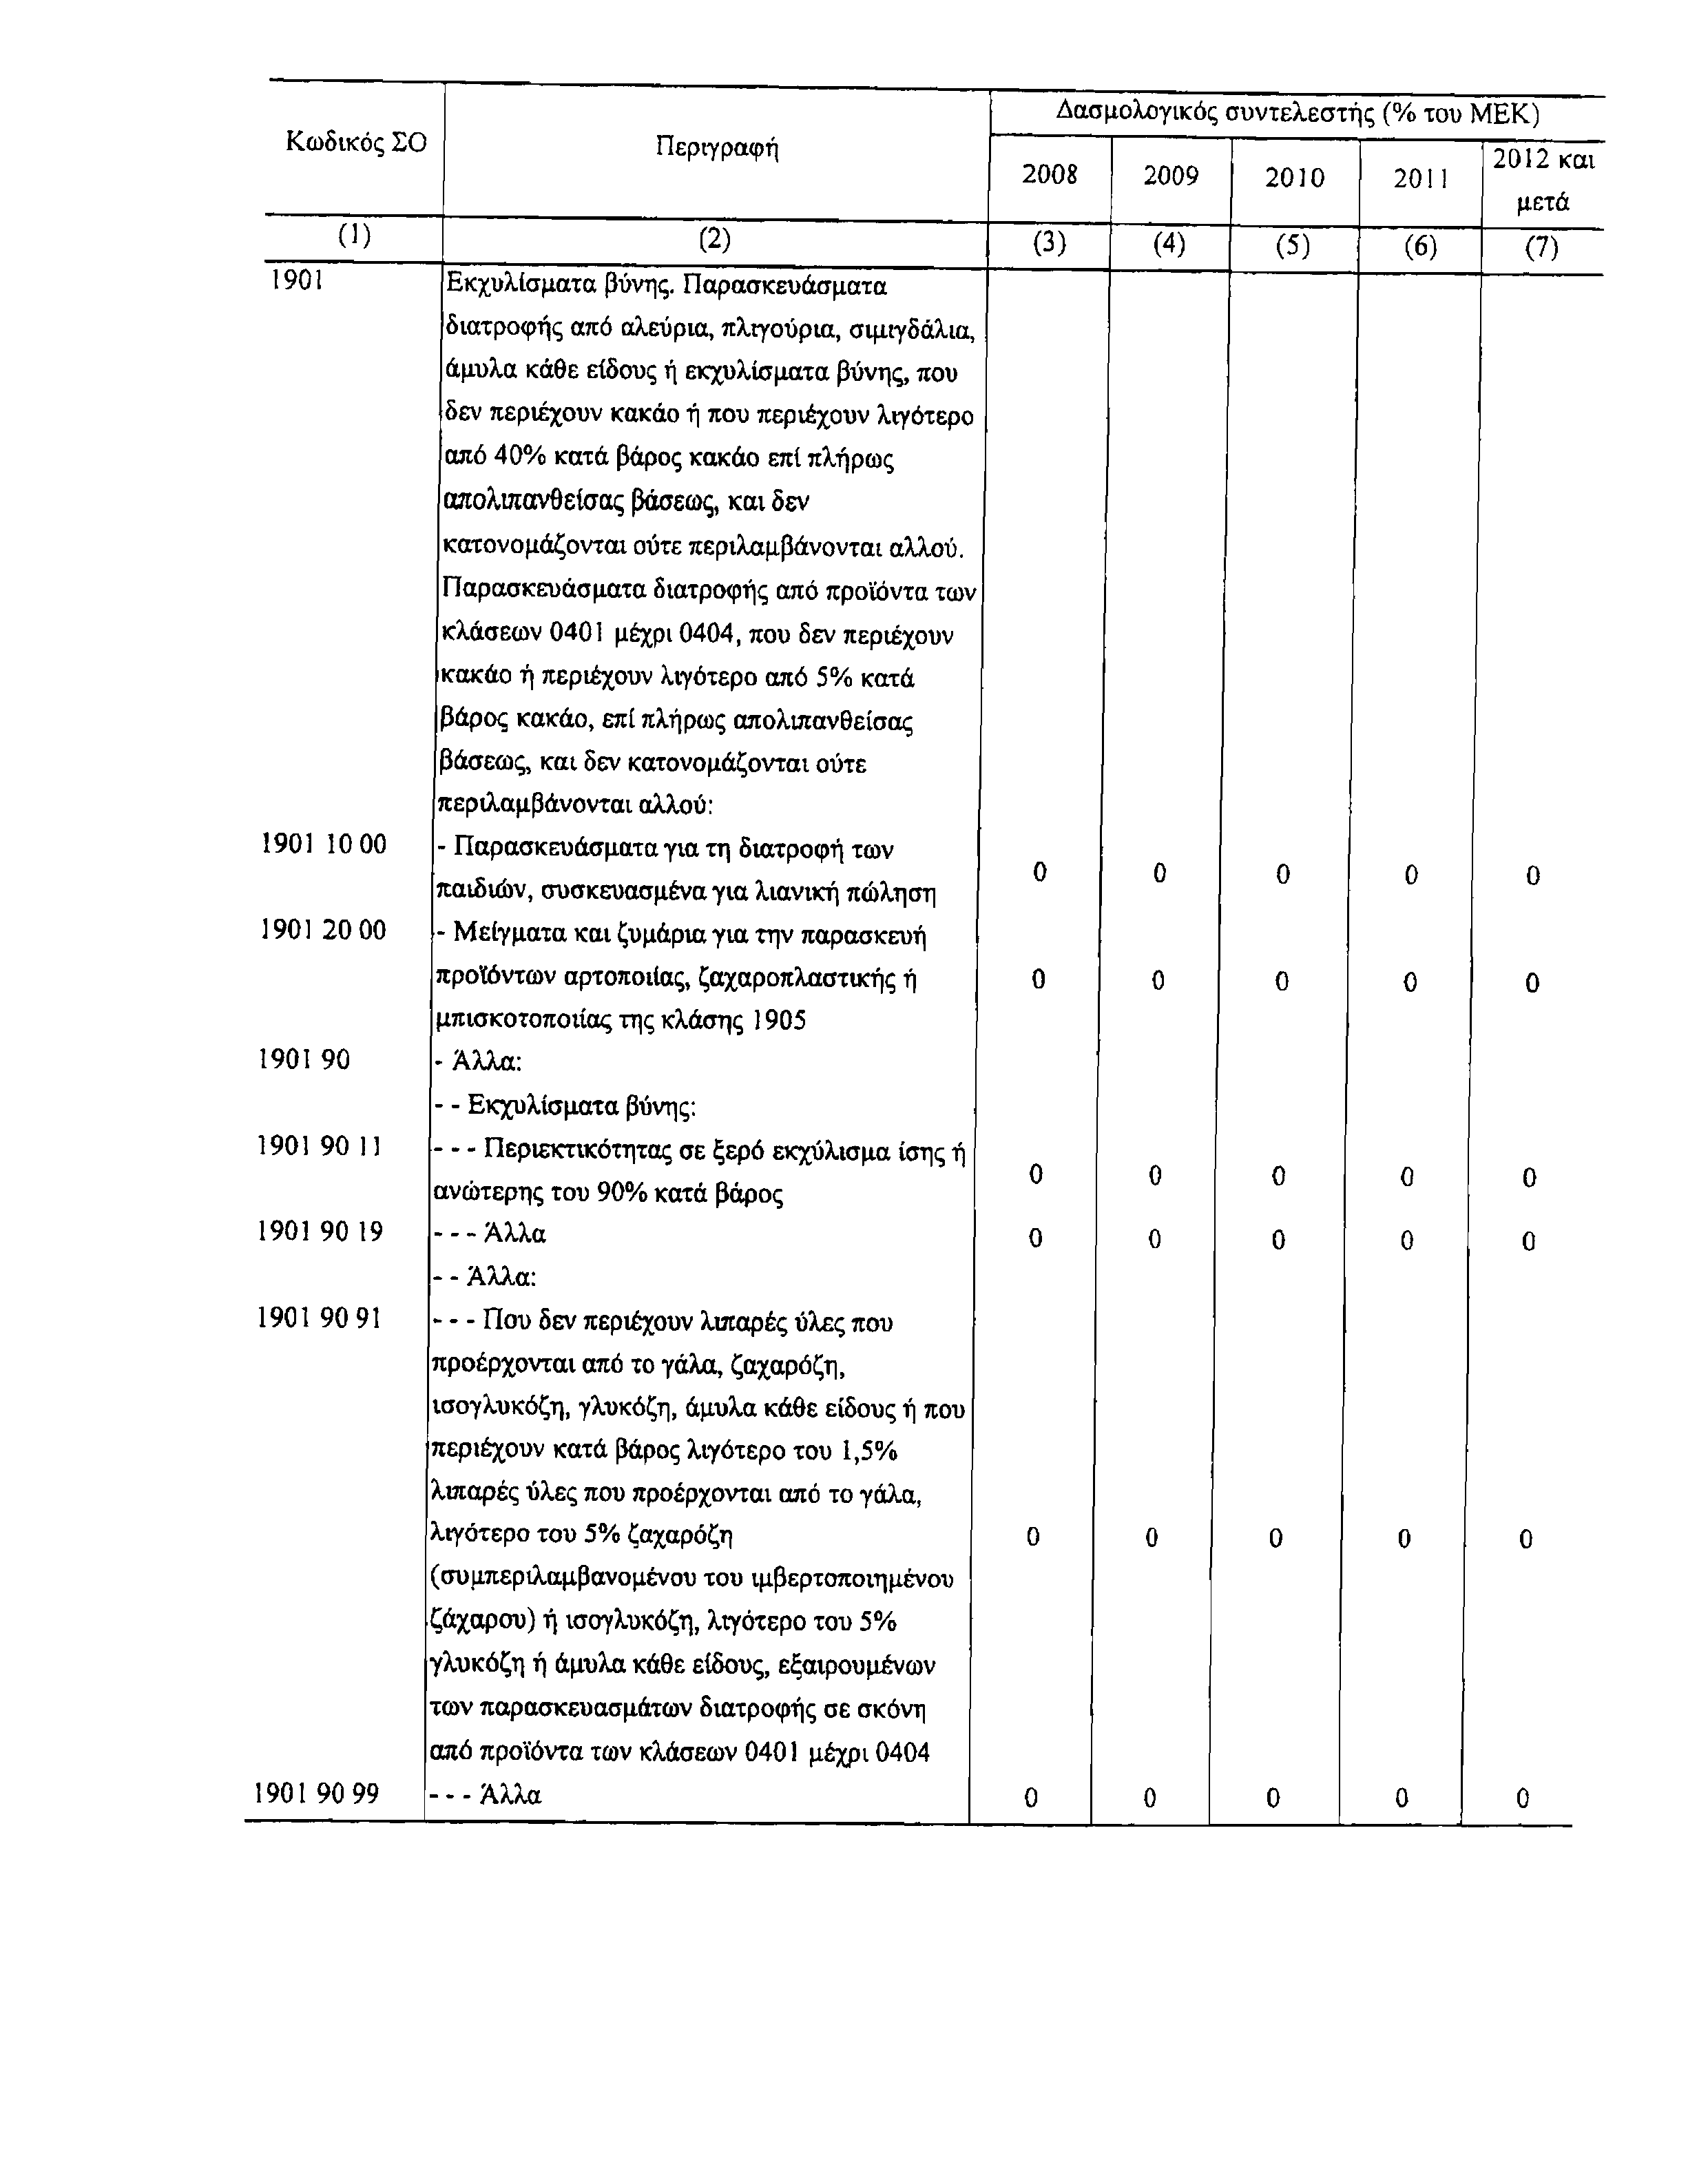 Κωδικός ΣΟ Περιγραφή Δασμολογικός συντελεστής (% του ΜΕΚ)
2008 2009 2010 2011 2012 και μετά
(1) (2) (3) (4) (5) (6) (7)
1901 Εκχυλίσματα βύνης. Παρασκευάσματα
διατροφής από αλεύρια, πλιγούρια, σιμιγδάλια,
άμυλα κάθε είδους ή εκχυλίσματα βύνης, που
δεν περιέχουν κακάο ή που περιέχουν λιγότερο
από 40% κατά βάρος κακάο επί πλήρως
απολιπανθείσας βάσεως, και δεν
κατονομάζονται ούτε περιλαμβάνονται αλλού.
Παρασκευάσματα διατροφής από προϊόντα των
κλάσεων 0401 μέχρι 0404, που δεν περιέχουν
κακάο ή περιέχουν λιγότερο από 5% κατά
βάρος κακάο, επί πλήρως απολιπανθείσας
βάσεως, και δεν κατονομάζονται ούτε
περιλαμβάνονται αλλού:
1901 10 00 - Παρασκευάσματα για τη διατροφή των
παιδιών, συσκευασμένα για λιανική πώληση 0 0 0 0 0
1901 20 00 - Μείγματα και ζυμάρια για την παρασκευή
προϊόντων αρτοποιίας, ζαχαροπλαστικής ή 0 0 0 0 0
μπισκοτοποιίας της κλάσης 1905
1901 90 - Άλλα:
- - Εκχυλίσματα βύνης:
1901 90 11 - - - Περιεκτικότητας σε ξερό εκχύλισμα ίσης ή
ανώτερης του 90% κατά βάρος 0 0 0 0 0
1901 90 19 - - - Άλλα 0 0 0 0 0
- - Άλλα:
1901 90 91 - - - Που δεν περιέχουν λιπαρές ύλες που
προέρχονται από το γάλα, ζαχαρόζη,
ισογλυκόζη, γλυκόζη, άμυλα κάθε είδους ή που
περιέχουν κατά βάρος λιγότερο του 1,5%
λιπαρές ύλες που προέρχονται από το γάλα,
λιγότερο του 5% ζαχαρόζη 0 0 0 0 0
(συμπεριλαμβανομένου του ιμβερτοποιημένου
ζάχαρου) ή ισογλυκόζη, λιγότερο του 5%
γλυκόζη ή άμυλα κάθε είδους, εξαιρουμένων
των παρασκευασμάτων διατροφής σε σκόνη
από προϊόντα των κλάσεων 0401 μέχρι 0404
1901 90 99 - - - Άλλα 0 0 0 0 0